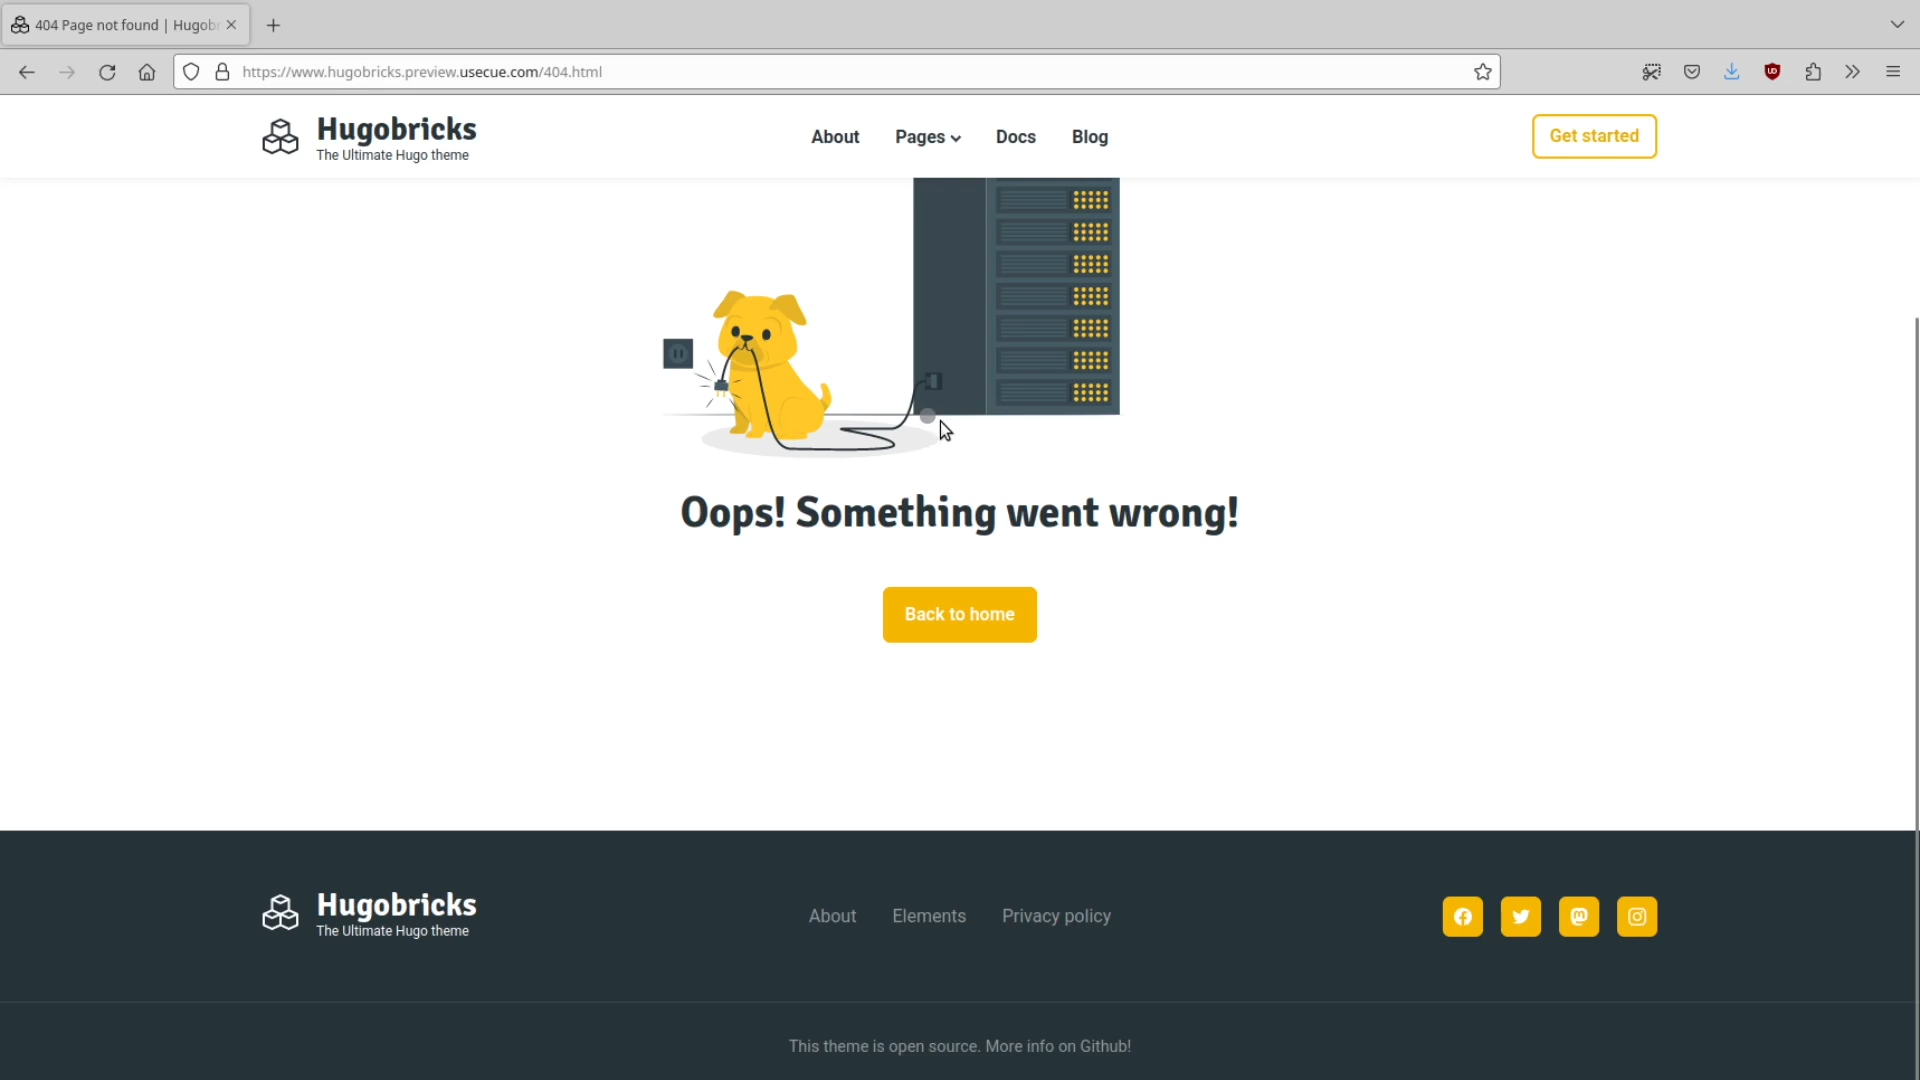 404 Page not found | Hugob
https://www.hugobricks.preview.usecue.com/404.html
Hugobricks
The Ultimate Hugo theme
About
Pages
Docs
Blog
Get started
Oops! Something went wrong!
Back to home
Hugobricks
The Ultimate Hugo theme
About
Elements
Privacy policy
This theme is open source. More info on Github!